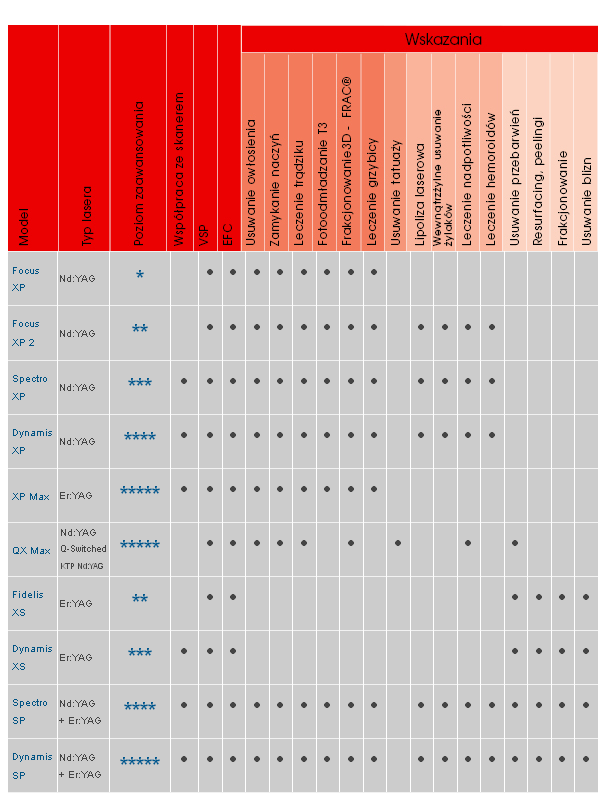 Wskazania
Model
Typ lasera
Poziom zaawansowania
Współpraca ze skanerem
VSP
EFC
Usuwanie owłosienia
Zamykanie naczyń
Leczenie trądziku
Fotoodmładzanie T3
Frakcjonowanie3D - FRAC®
Leczenie grzybicy
Usuwanie tatuaży
Lipoliza laserowa
Wewnątrzżylne usuwanie
żylaków
Leczenie nadpotliwości
Leczenie hemoroidów
Usuwanie przebarwień
Resurfacing, peelingi
Frakcjonowanie
Usuwanie blizn
Focus
XP
Nd:YAG
*
Focus
XP 2
Nd:YAG
**
Spectro
XP
Nd:YAG
***
Dynamis
XP
Nd:YAG
****
XP Max
Er:YAG
*****
QX Max
Nd:YAG
Q-Switched
KTP Nd:YAG
*****
Fidelis
XS
Er:YAG
**
Dynamis
XS
Er:YAG
***
Spectro
SP
Nd:YAG
+ Er:YAG
****
Dynamis
SP
Nd:YAG
+ Er:YAG
*****